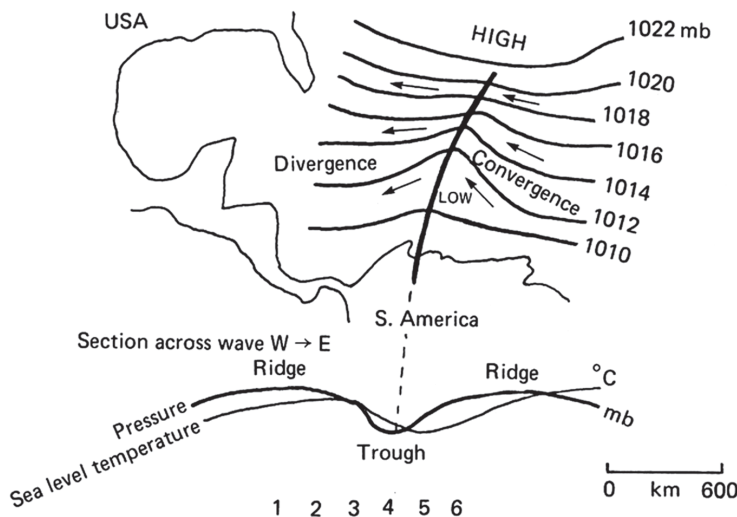 USA
HIGH
1022 mb
1020
1018
1016
1014
1012
1010
Divergence
Convergence
LOW
S. America
Section across wave W → E
Ridge
Ridge
°C
mb
Pressure
Sea level temperature
Trough
0 km 600
1 2 3 4 5 6